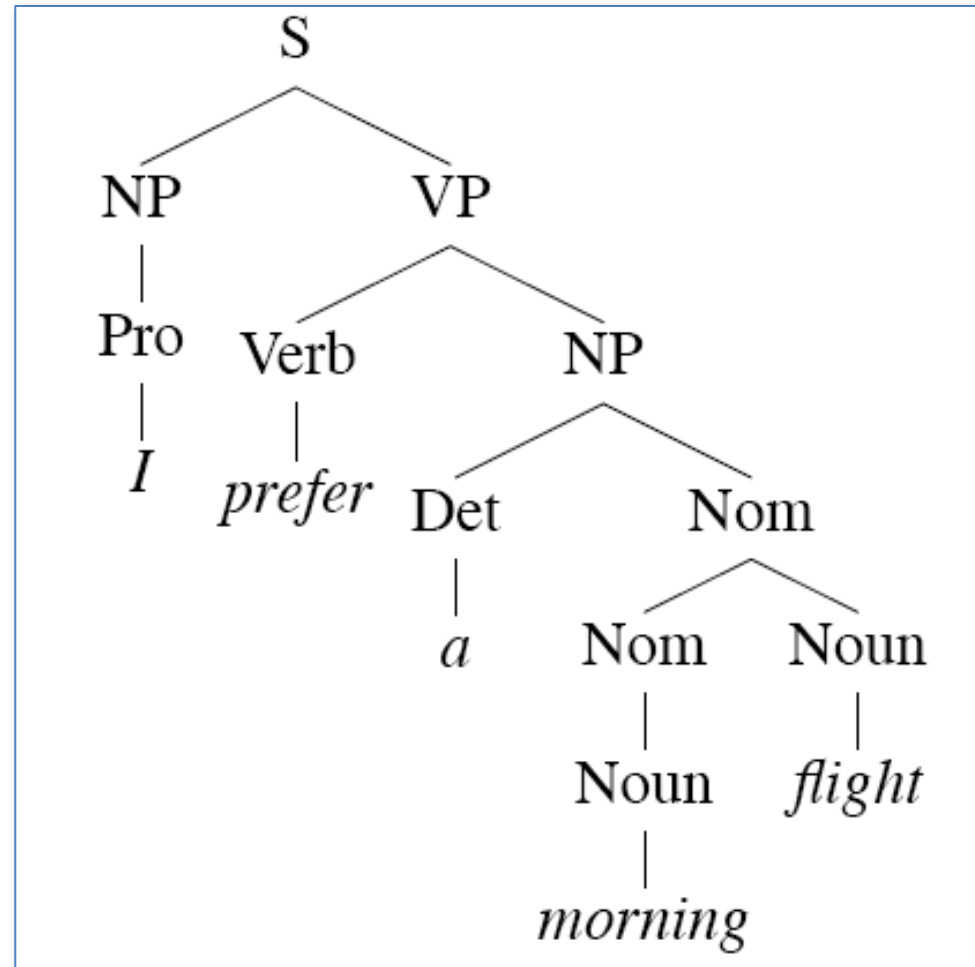 S
NP VP
Pro Verb NP
I prefer Det Nom
a Nom Noun
Noun flight
morning